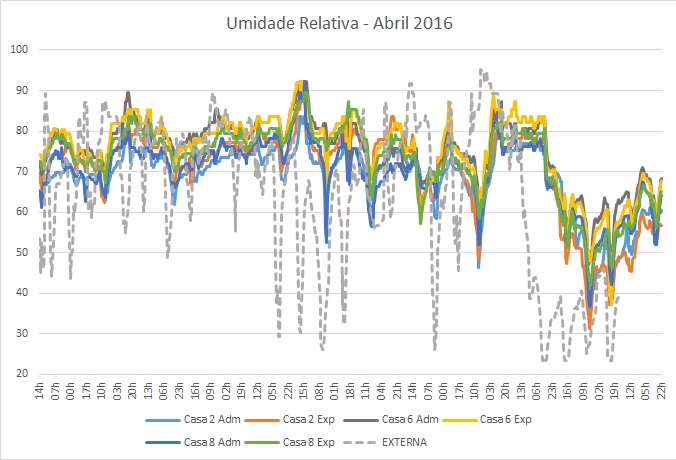 Umidade Relativa - Abril 2016
100
90
80
70
60
50
40
30
20
14h 07h 00h 17h 10h 03h 20h 13h 06h 23h 16h 09h 02h 19h 12h 05h 22h 15h 08h 01h 18h 11h 04h 21h 14h 07h 00h 17h 10h 03h 20h 13h 06h 23h 16h 09h 02h 19h 12h 05h 22h
Casa 2 Adm Casa 2 Exp Casa 6 Adm Casa 6 Exp
Casa 8 Adm Casa 8 Exp EXTERNA